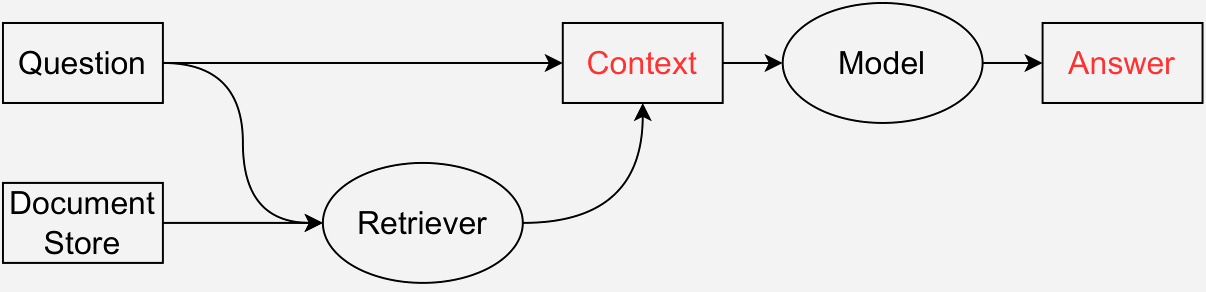 Question
Context
Model
Answer
Document
Store
Retriever